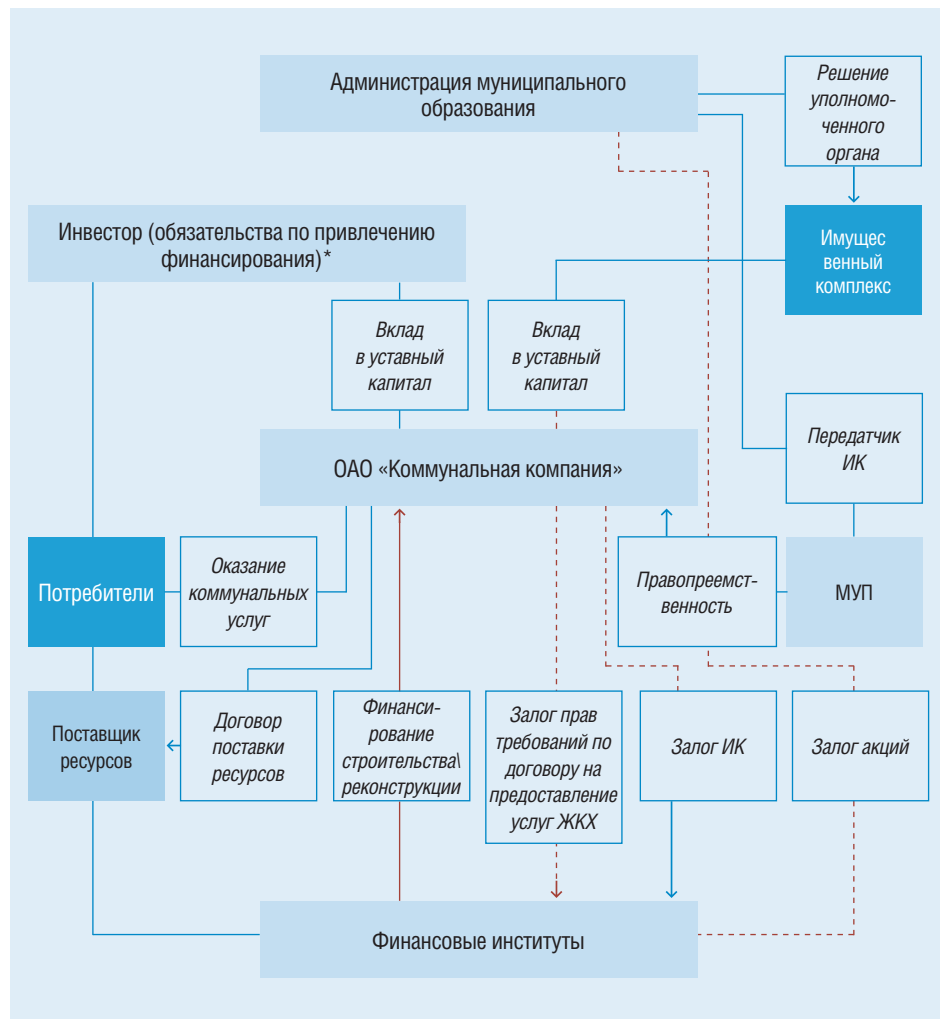 Администрация муниципального
образования
Решение
уполномо-
ченного
органа
Инвестор (обязательства по привлечению
финансирования)*
Имущес
венный
комплекс
Вклад
в уставный
капитал
Вклад
в уставный
капитал
Передатчик
ИК
ОАО «Коммунальная компания»
Потребители
Оказание
коммунальных
услуг
Правопреемст-
венность
МУП
Поставщик
ресурсов
Договор
поставки
ресурсов
Финанси-
рование
строительства\
реконструкции
Залог прав
требований по
договору на
предоставление
услуг ЖКХ
Залог ИК
Залог акций
Финансовые институты